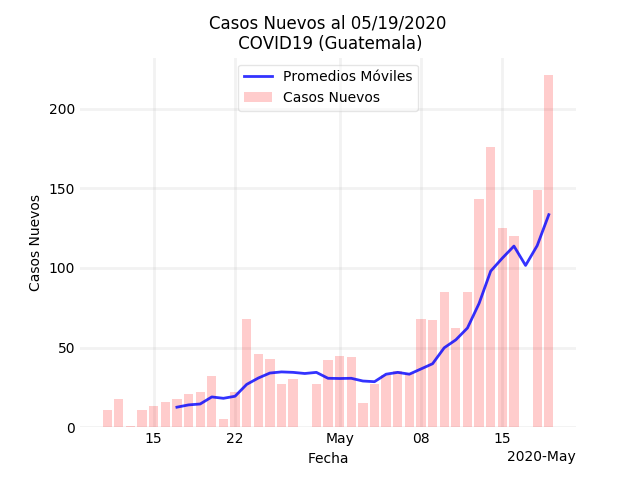 Casos Nuevos al 05/19/2020
COVID19 (Guatemala)
Promedios Móviles
Casos Nuevos
Casos Nuevos
200
150
100
50
0
15 22 May 08 15
Fecha
2020-May